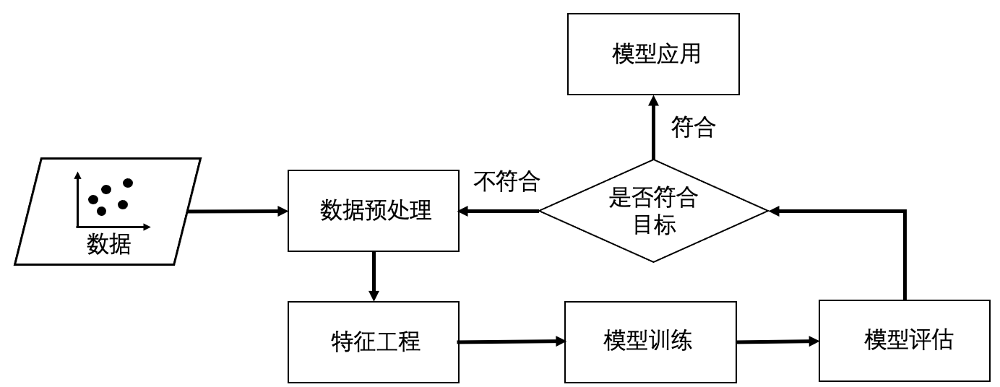 模型应用
符合
不符合
数据
数据预处理
是否符合
目标
特征工程
模型训练
模型评估